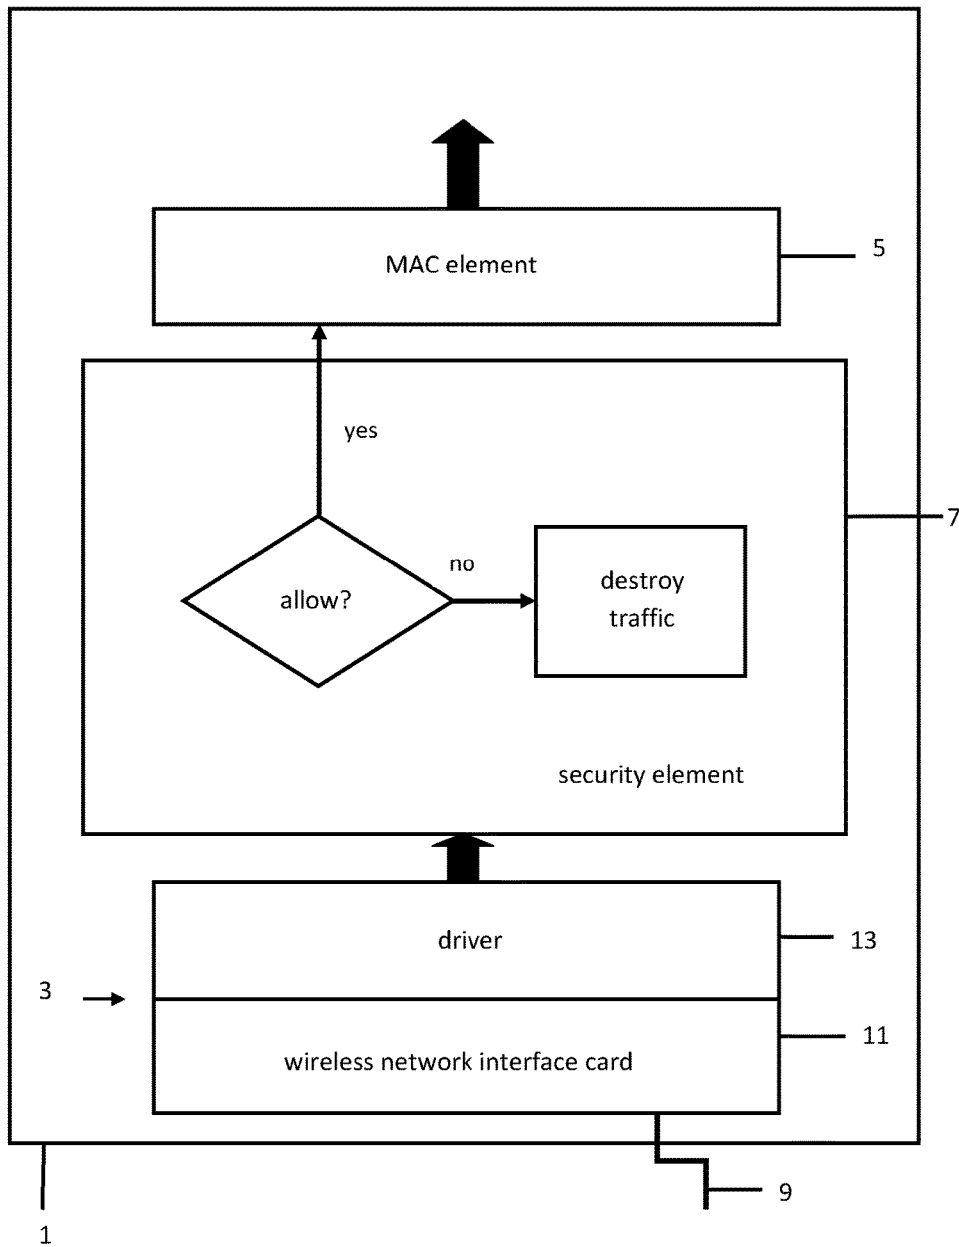 MAC element
5
yes
7
no
allow?
destroy
traffic
security element
driver
13
3
11
wireless network interface card
9
1